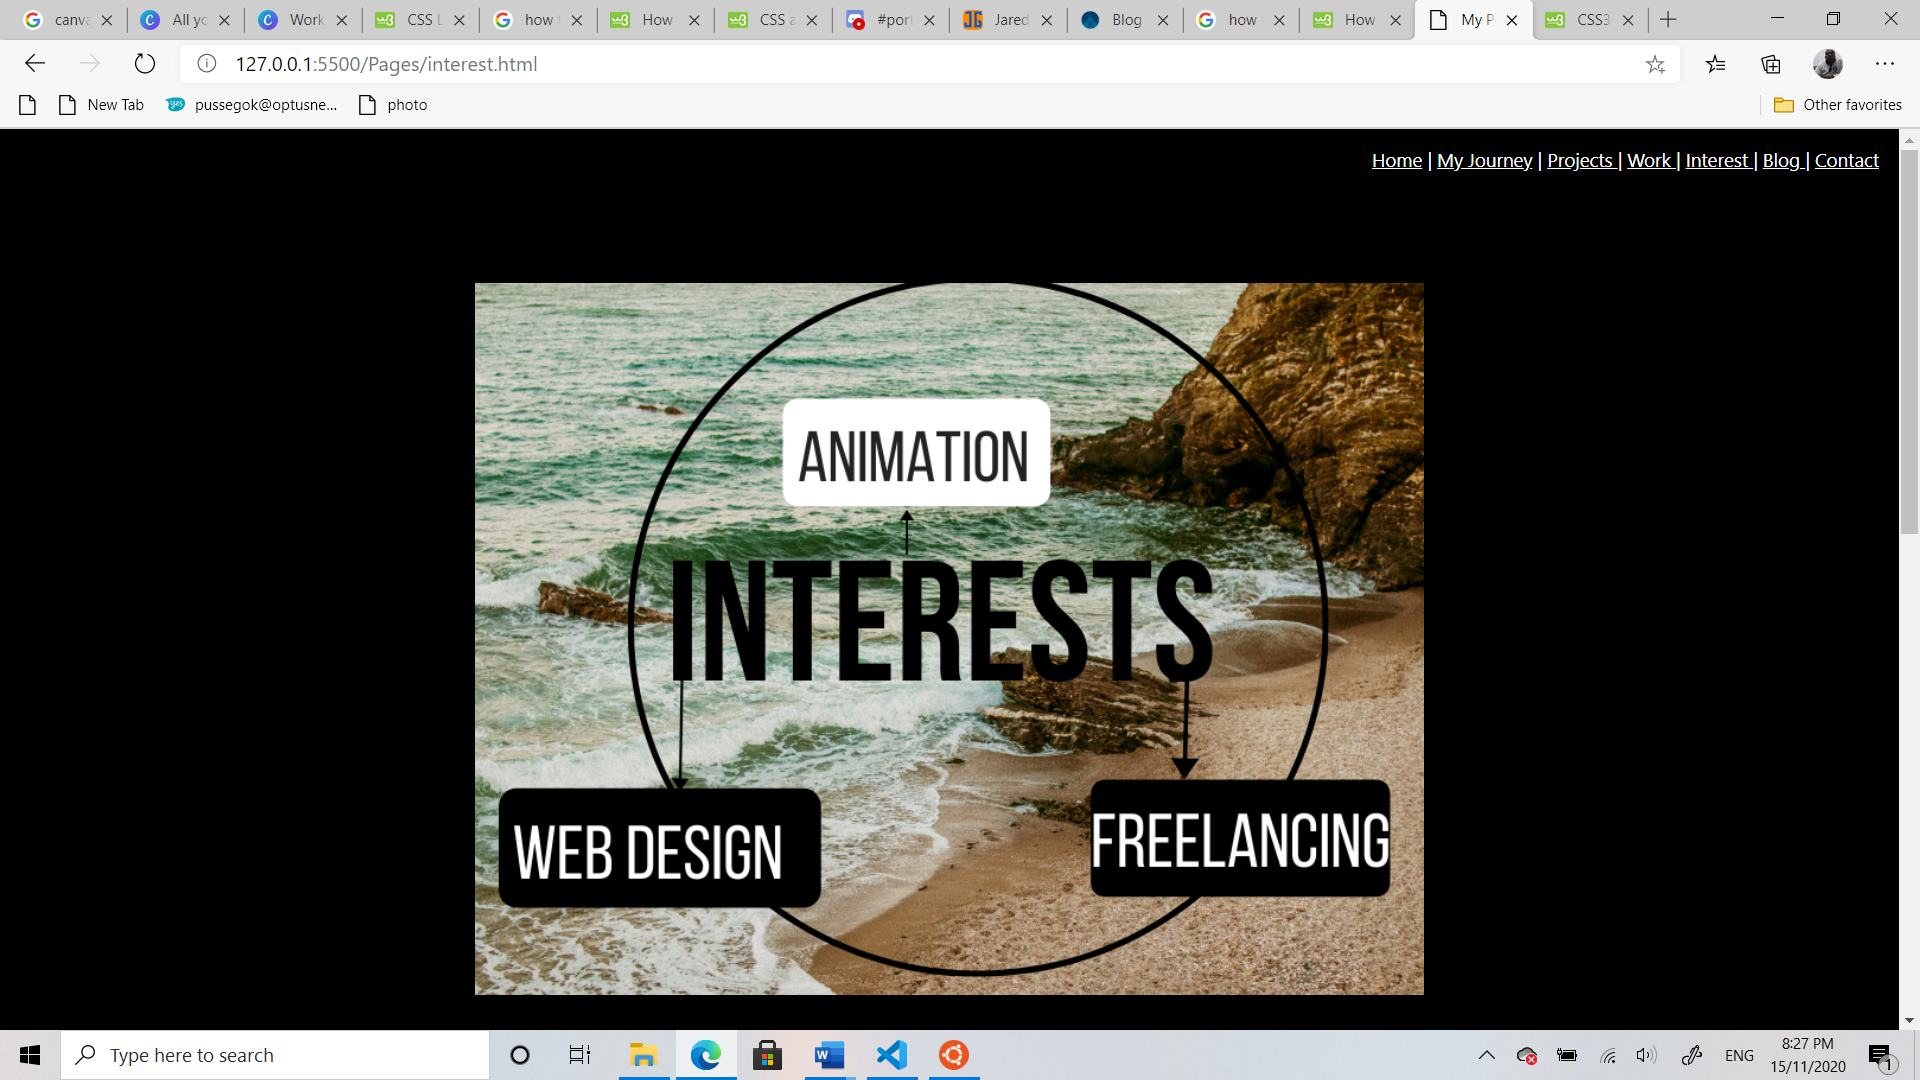 canva
All yo
Work
CSS L
how t
How
CSS a
#port
Jared
Blog
how
How
My P
CSS3
127.0.0.1:5500/Pages/interest.html
New Tab
pussegok@optusne...
photo
Other favorites
Home | My Journey | Projects | Work | Interest | Blog | Contact
ANIMATION
INTERESTS
WEB DESIGN
FREELANCING
Type here to search
ENG
8:27 PM
15/11/2020
1